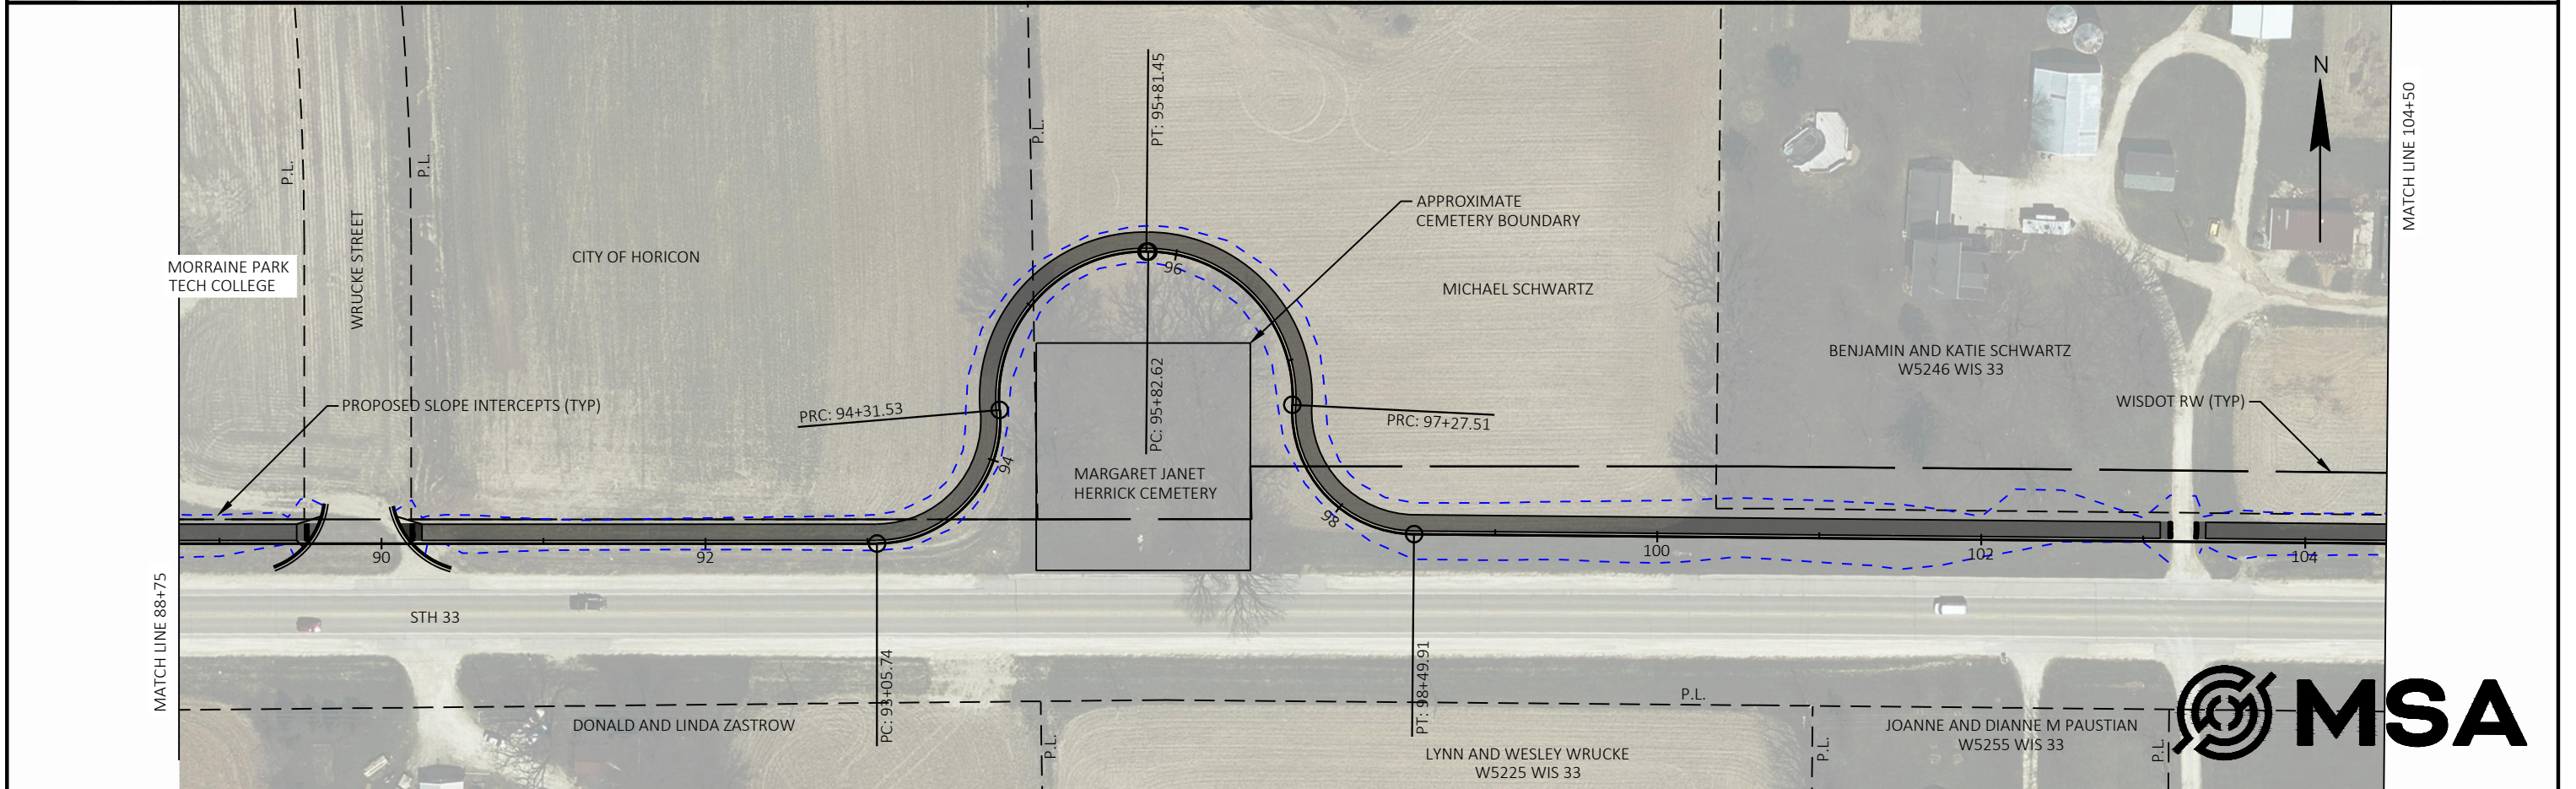 MATCH LINE 88+75
MORRAINE PARK
TECH COLLEGE
P.L.
WRUCKE STREET
P.L.
CITY OF HORICON
PROPOSED SLOPE INTERCEPTS (TYP)
90
92
PC: 93+05.74
94
PRC: 94+31.53
P.L.
PT: 95+81.45
PC: 95+82.62
96
APPROXIMATE
CEMETERY BOUNDARY
MICHAEL SCHWARTZ
MARGARET JANET
HERRICK CEMETERY
PRC: 97+27.51
98
PT: 98+49.91
100
102
104
BENJAMIN AND KATIE SCHWARTZ
W5246 WIS 33
WISDOT RW (TYP)
N
MATCH LINE 104+50
STH 33
DONALD AND LINDA ZASTROW
P.L.
LYNN AND WESLEY WRUCKE
W5225 WIS 33
P.L.
P.L.
JOANNE AND DIANNE M PAUSTIAN
W5255 WIS 33
P.L.
MSA